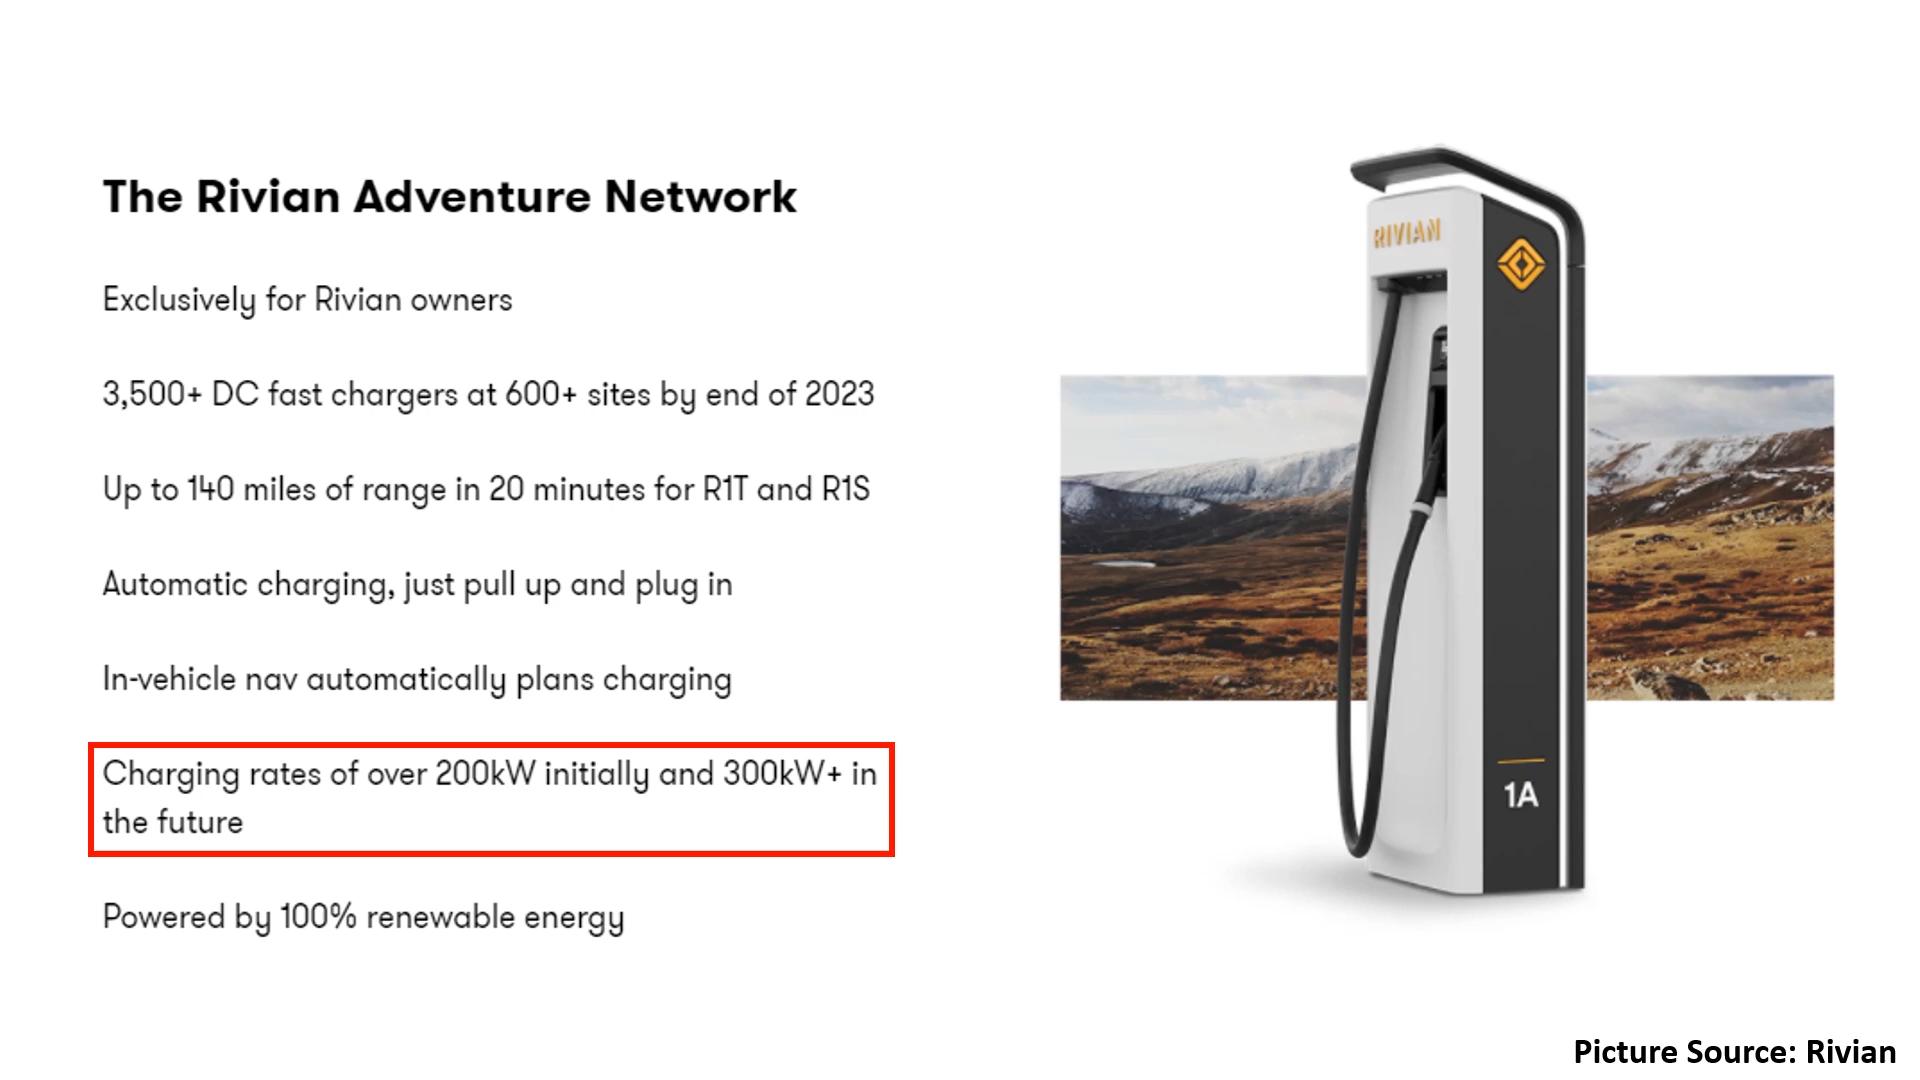 The Rivian Adventure Network
Exclusively for Rivian owners
3,500+ DC fast chargers at 600+ sites by end of 2023
Up to 140 miles of range in 20 minutes for R1T and R1S
Automatic charging, just pull up and plug in
In-vehicle nav automatically plans charging
Charging rates of over 200kW initially and 300kW+ in
the future
Powered by 100% renewable energy
RIVIAN
1A
Picture Source: Rivian